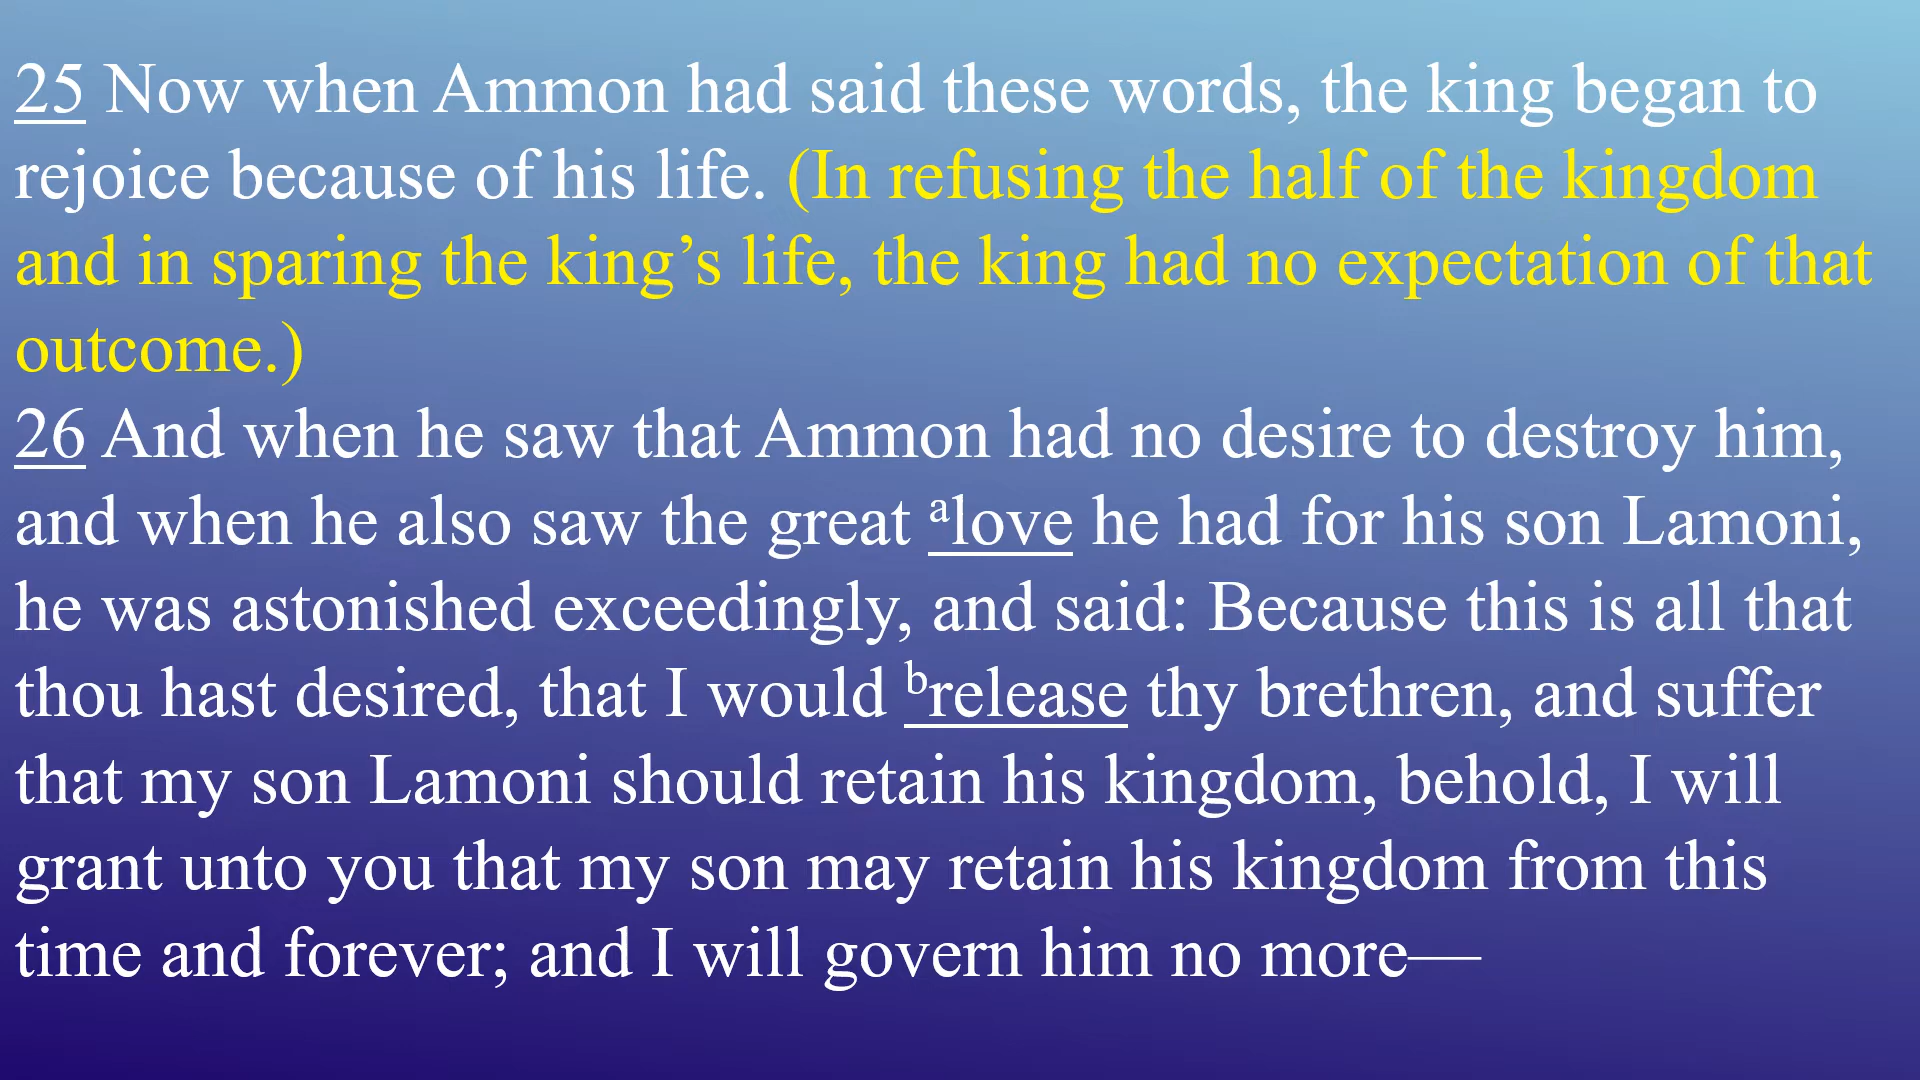 25 Now when Ammon had said these words, the king began to
rejoice because of his life. (In refusing the half of the kingdom
and in sparing the king’s life, the king had no expectation of that
outcome.)
26 And when he saw that Ammon had no desire to destroy him,
and when he also saw the great alove he had for his son Lamoni,
he was astonished exceedingly, and said: Because this is all that
thou hast desired, that I would brelease thy brethren, and suffer
that my son Lamoni should retain his kingdom, behold, I will
grant unto you that my son may retain his kingdom from this
time and forever; and I will govern him no more—